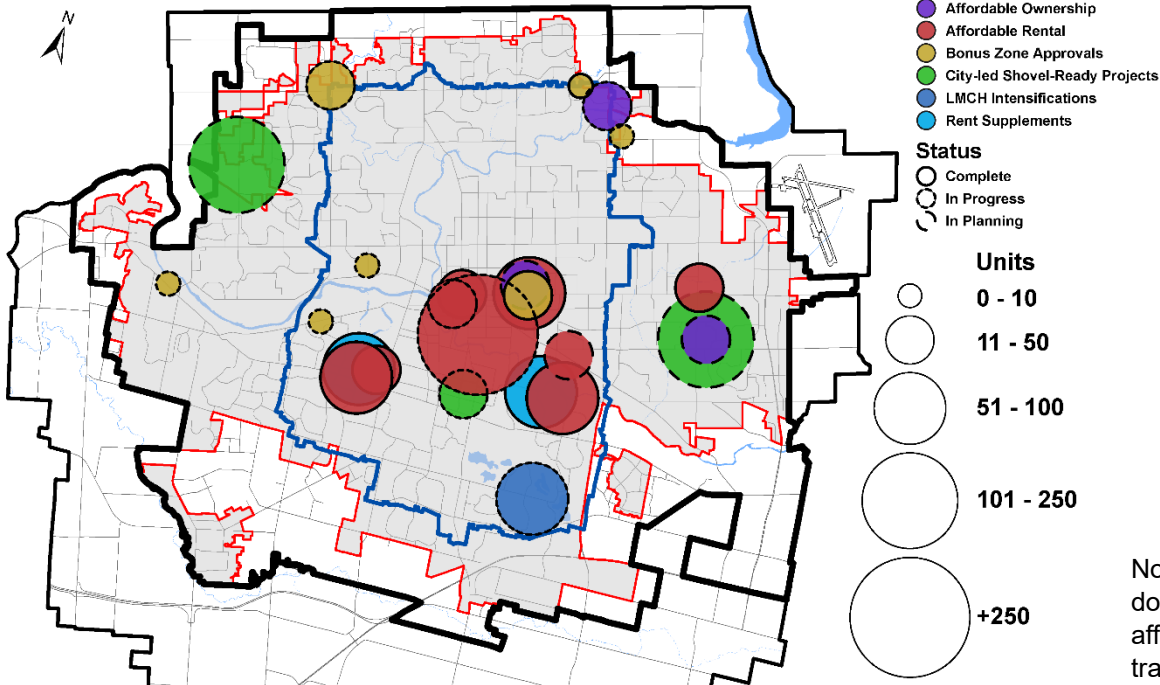 N
Affordable Ownership
Affordable Rental
Bonus Zone Approvals
City-led Shovel-Ready Projects
LMCH Intensifications
Rent Supplements
Status
Complete
In Progress
In Planning
Units
0 - 10
11 - 50
51 - 100
101 - 250
+250
No
do
aff
tra